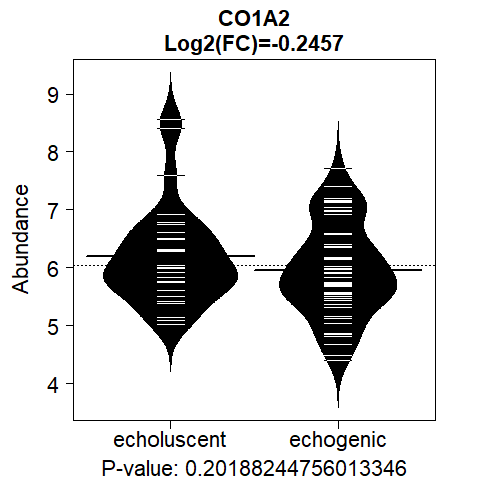 CO1A2
Log2(FC)=-0.2457
9
8
7
6
5
4
Abundance
echoluscent echogenic
P-value: 0.20188244756013346